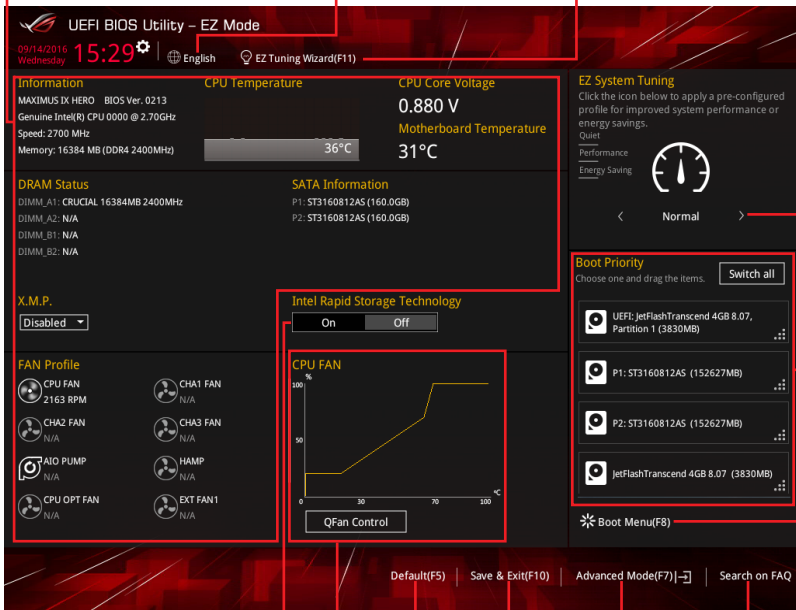 UEFI BIOS Utility – EZ Mode
09/14/2016
Wednesday
15:29
English
EZ Tuning Wizard(F11)
Information
MAXIMUS IX HERO BIOS Ver. 0213
Genuine Intel(R) CPU 0000 @ 2.70GHz
Speed: 2700 MHz
Memory: 16384 MB (DDR4 2400MHz)
CPU Temperature
36°C
CPU Core Voltage
0.880 V
Motherboard Temperature
31°C
EZ System Tuning
Click the icon below to apply a pre-configured
profile for improved system performance or
energy savings.
Quiet
Performance
Energy Saving
Normal
DRAM Status
DIMM_A1: CRUCIAL 16384MB 2400MHz
DIMM_A2: N/A
DIMM_B1: N/A
DIMM_B2: N/A
SATA Information
P1: ST3160812AS (160.0GB)
P2: ST3160812AS (160.0GB)
X.M.P.
Disabled
Intel Rapid Storage Technology
On Off
Boot Priority
Choose one and drag the items.
Switch all
UEFI: JetFlashTranscend 4GB 8.07,
Partition 1 (3830MB)
P1: ST3160812AS (152627MB)
P2: ST3160812AS (152627MB)
JetFlashTranscend 4GB 8.07 (3830MB)
FAN Profile
CPU FAN
2163 RPM
CHA1 FAN
N/A
CHA2 FAN
N/A
CHA3 FAN
N/A
AIO PUMP
N/A
HAMP
N/A
CPU OPT FAN
N/A
EXT FAN1
N/A
CPU FAN
%
100
50
°C
0 30 70 100
QFan Control
Boot Menu(F8)
Default(F5)
Save & Exit(F10)
Advanced Mode(F7)
Search on FAQ